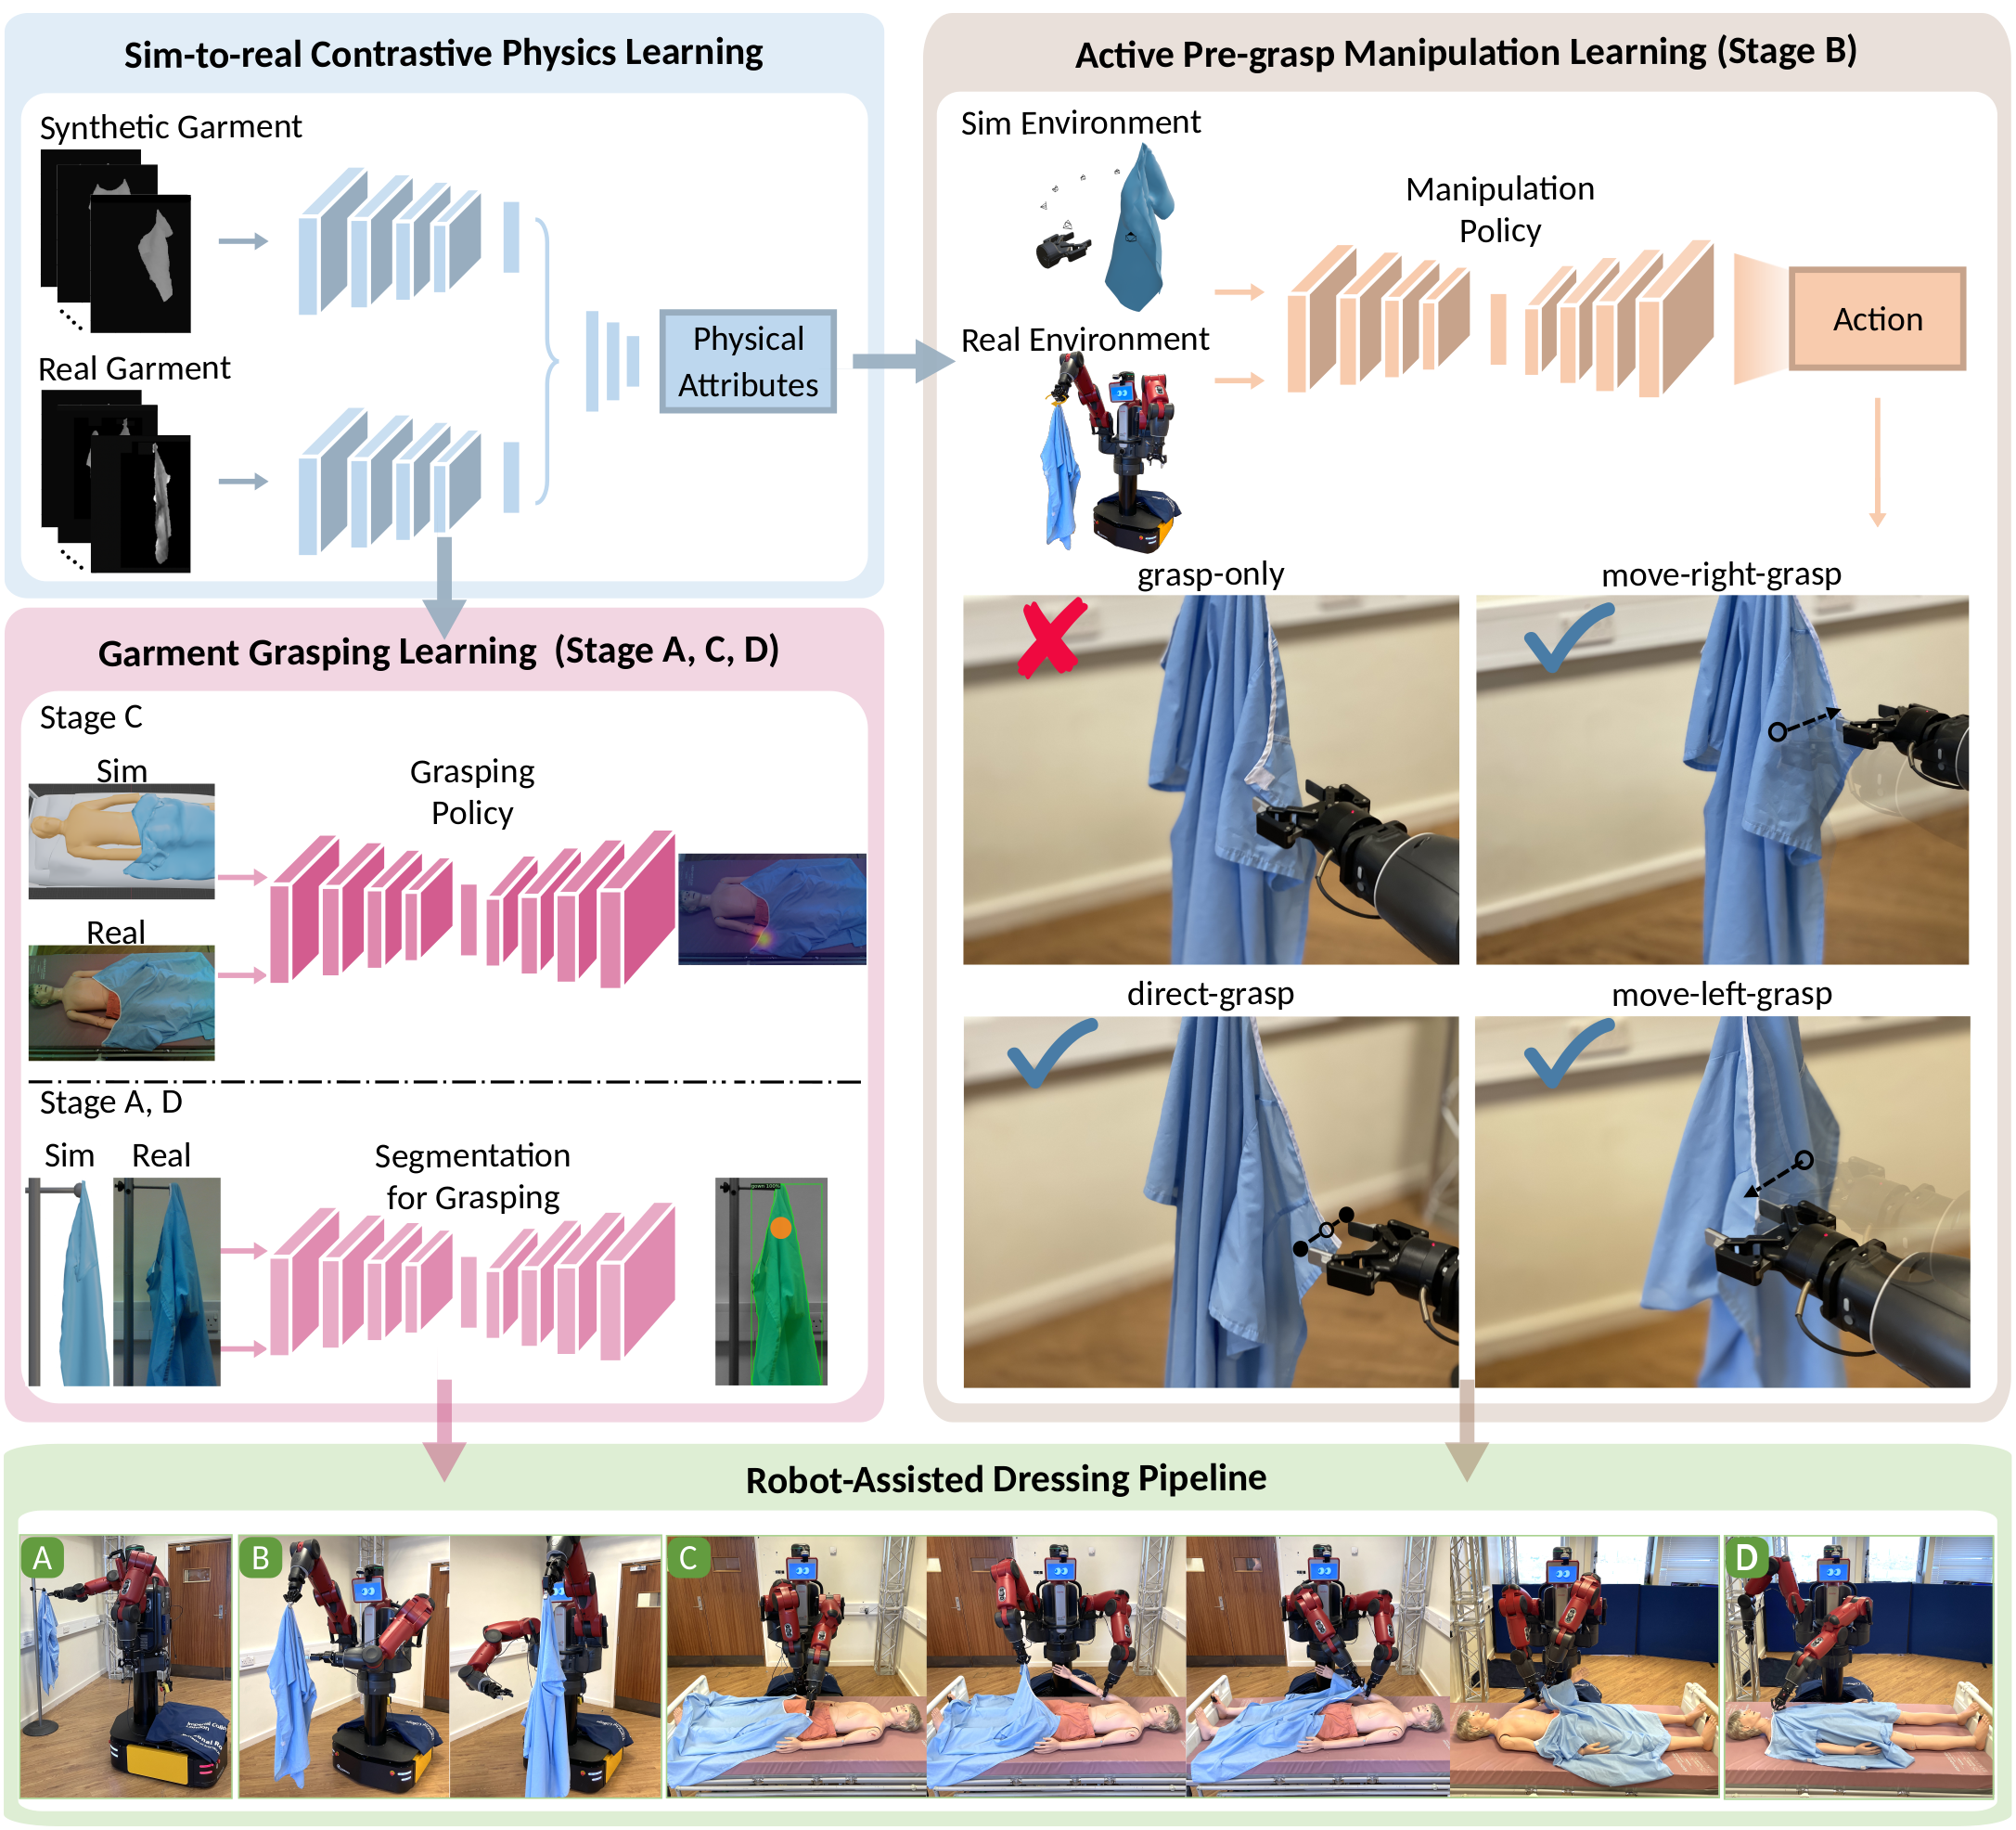 Sim-to-real Contrastive Physics Learning
Synthetic Garment
Real Garment
Physical
Attributes
Active Pre-grasp Manipulation Learning (Stage B)
Sim Environment
Manipulation
Policy
Real Environment
Action
grasp-only
move-right-grasp
direct-grasp
move-left-grasp
Garment Grasping Learning (Stage A, C, D)
Stage C
Sim
Grasping
Policy
Real
Stage A, D
Sim
Real
Segmentation
for Grasping
Robot-Assisted Dressing Pipeline
A
B
C
D